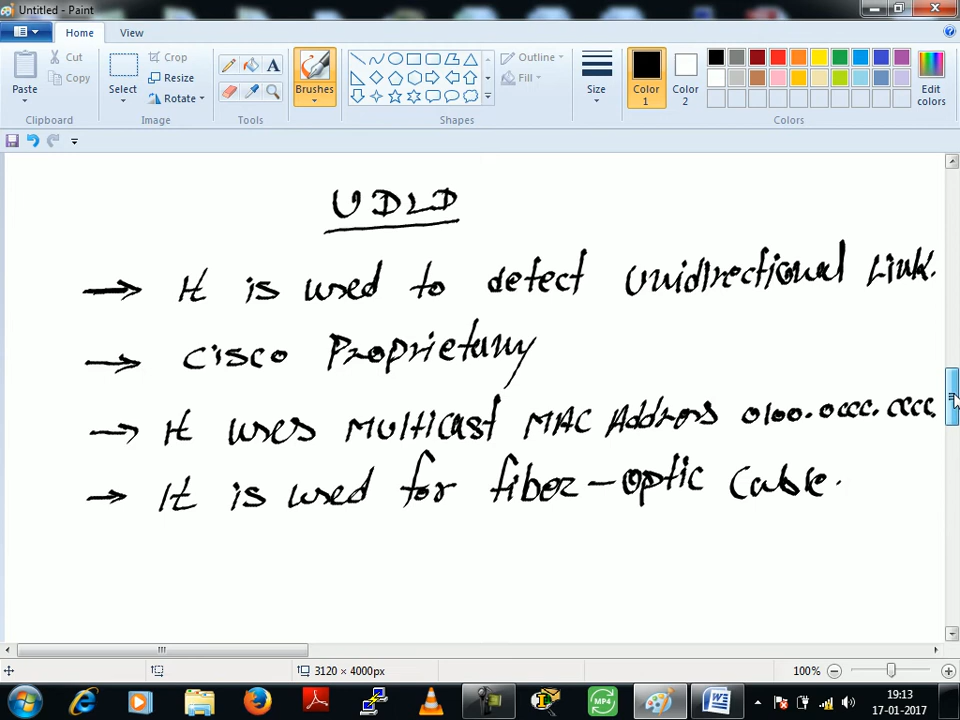 Untitled - Paint
Home
View
Paste
Cut
Copy
Clipboard
Select
Crop
Resize
Rotate
Image
A
Tools
Brushes
Outline
Fill
Shapes
Size
Color 1
Color 2
Edit colors
Colors
UDLD
→ It is used to detect Unidirectional Link.
→ Cisco Proprietary
→ It uses Multicast MAC Address 0100.0ccc.cccc
→ It is used for fiber-optic Cable.
3120 × 4000px
100%
MP4
W
19:13
17-01-2017